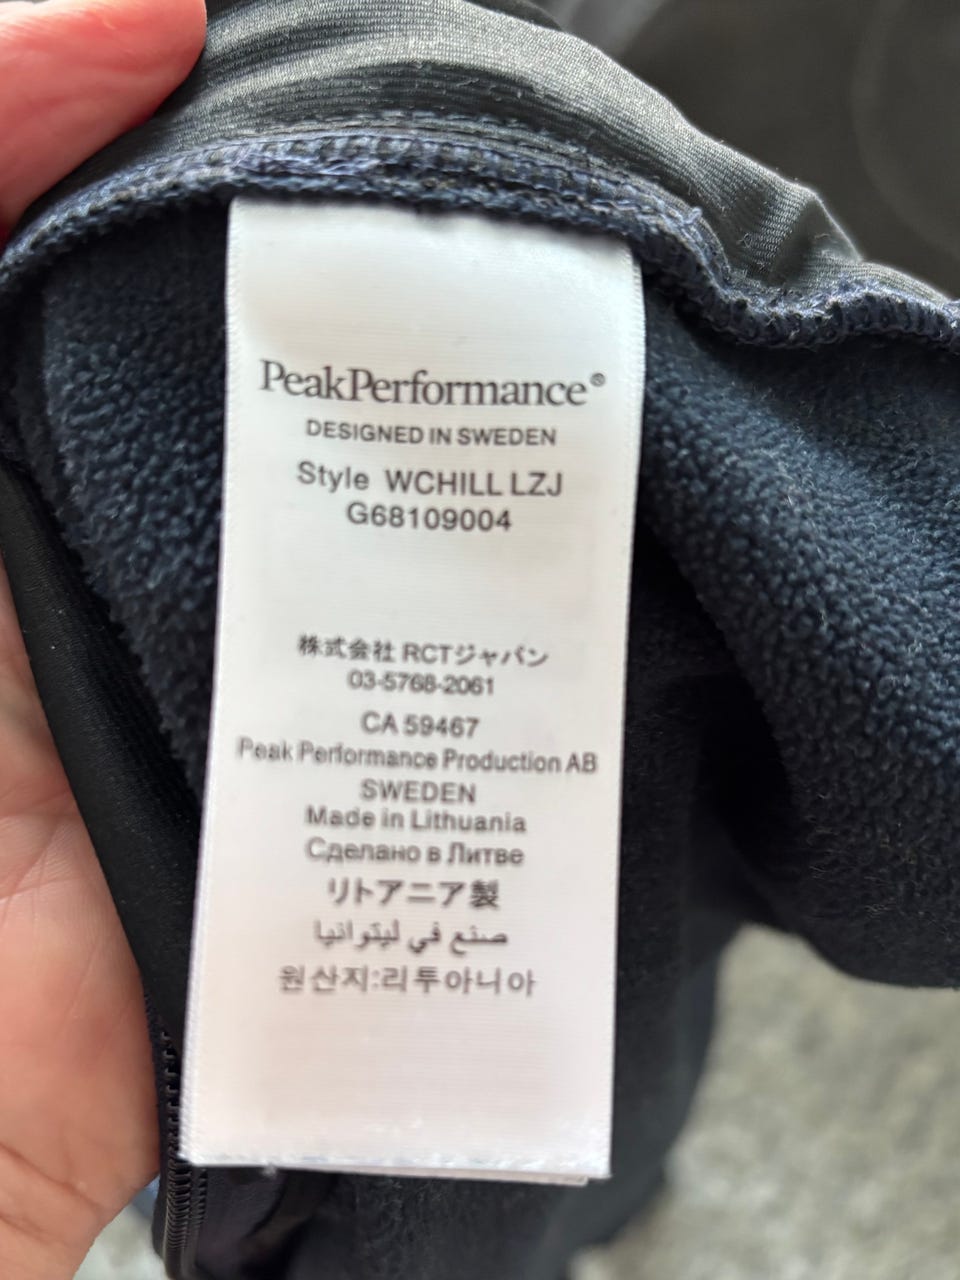 PeakPerformance®
DESIGNED IN SWEDEN
Style WCHILL LZJ
G68109004
株式会社 RCTジャパン
03-5768-2061
CA 59467
Peak Performance Production AB
SWEDEN
Made in Lithuania
Сделано в Литве
リトアニア製
صنع في ليتوانيا
원산지:리투아니아